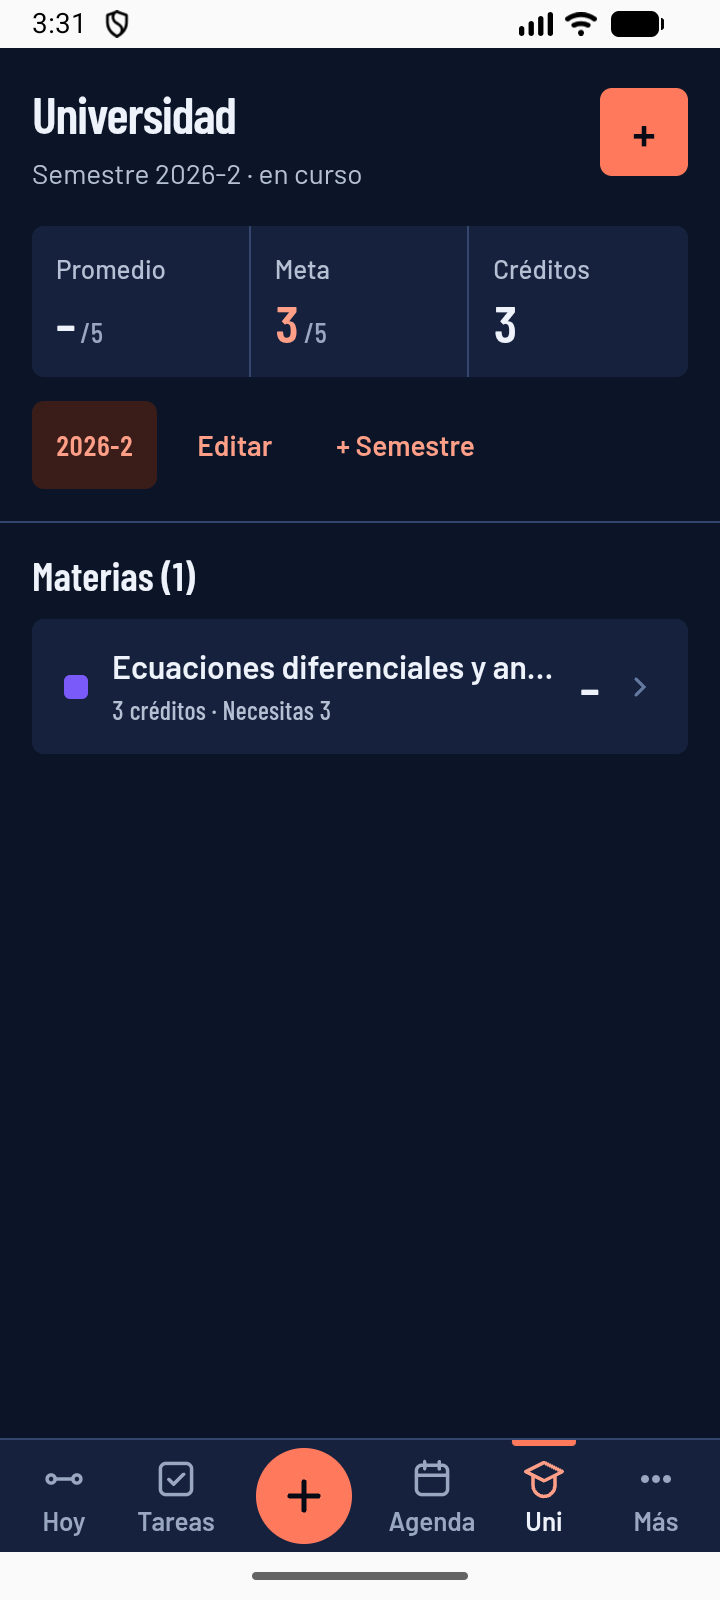 3:31
Universidad
+
Semestre 2026-2 · en curso
Promedio
Meta
Créditos
– /5
3 /5
3
2026-2
Editar
+ Semestre
Materias (1)
Ecuaciones diferenciales y an...
3 créditos · Necesitas 3
–
Hoy
Tareas
Agenda
Uni
Más